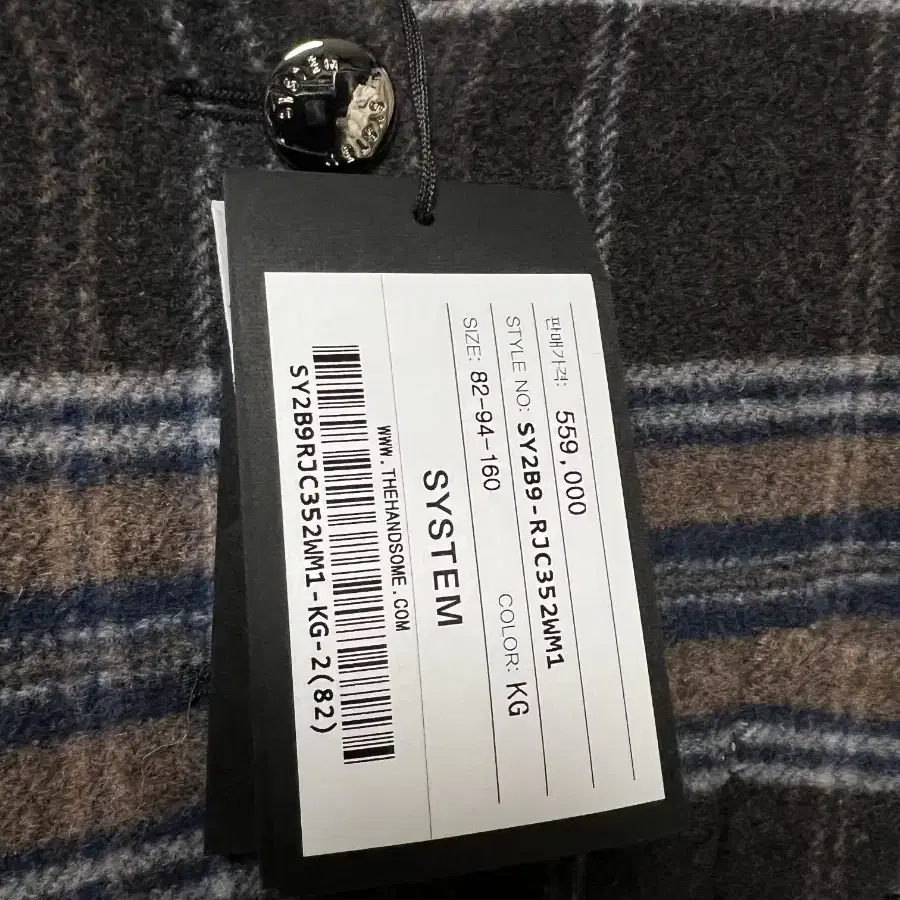 판매가격: 559,000
STYLE NO: SY2B9-RJC352WM1
SIZE: 82-94-160 COLOR: KG
SYSTEM
WWW.THEHANDSOME.COM
SY2B9RJC352WM1-KG-2(82)